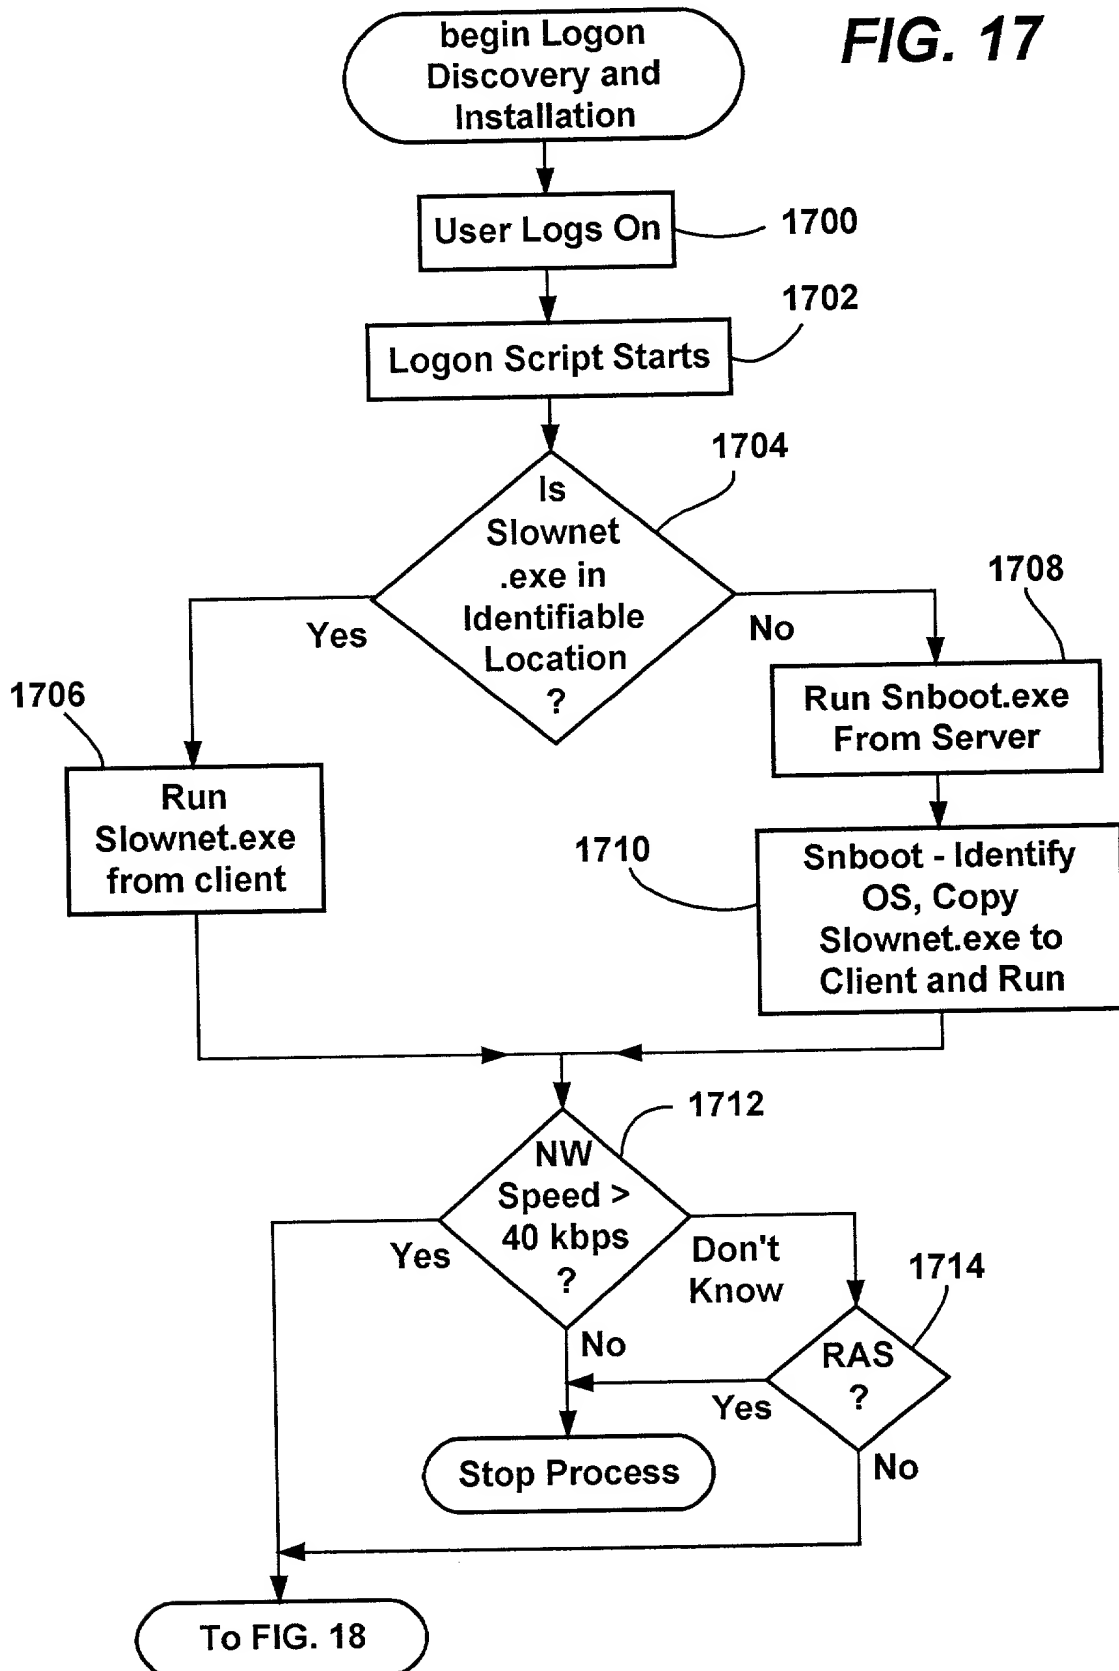 FIG. 17
begin Logon
Discovery and
Installation
User Logs On
1700
1702
Logon Script Starts
1704
Is
Slownet
.exe in
Identifiable
Location
?
Yes
No
1708
1706
Run Snboot.exe
From Server
Run
Slownet.exe
from client
1710
Snboot - Identify
OS, Copy
Slownet.exe to
Client and Run
1712
NW
Speed >
40 kbps
?
Yes
Don't
Know
1714
No
RAS
?
Yes
No
Stop Process
To FIG. 18